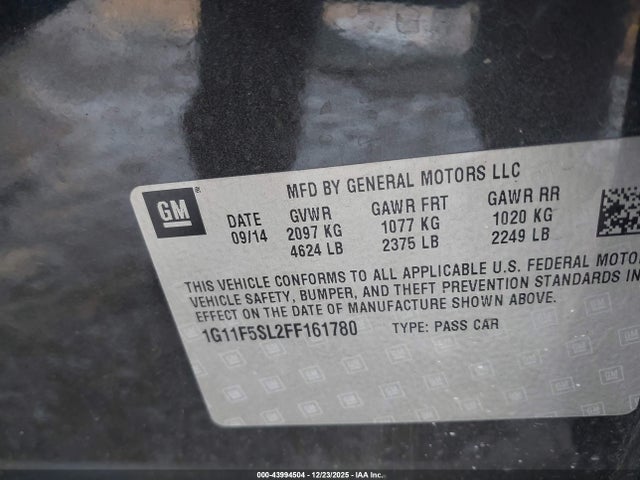 MFD BY GENERAL MOTORS LLC
GM
DATE GVWR GAWR FRT GAWR RR
09/14 2097 KG 1077 KG 1020 KG
4624 LB 2375 LB 2249 LB
THIS VEHICLE CONFORMS TO ALL APPLICABLE U.S. FEDERAL MOTO
VEHICLE SAFETY, BUMPER, AND THEFT PREVENTION STANDARDS IN
EFFECT ON THE DATE OF MANUFACTURE SHOWN ABOVE.
1G11F5SL2FF161780 TYPE: PASS CAR
000-43994504 - 12/23/2025 - IAA Inc.